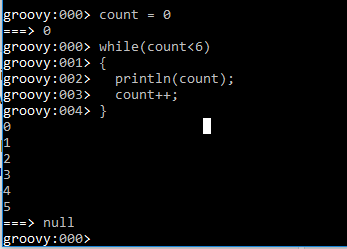 groovy:000> count = 0
===> 0
groovy:000> while(count<6)
groovy:001> {
groovy:002>   println(count);
groovy:003>   count++;
groovy:004> }
0
1
2
3
4
5
===> null
groovy:000>